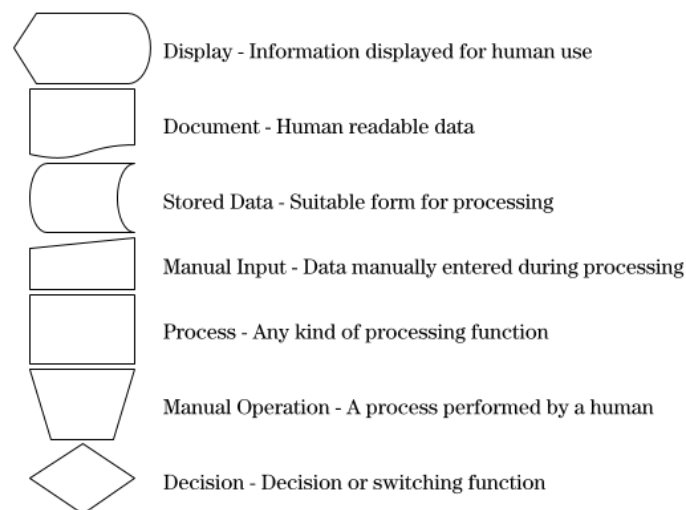 Display - Information displayed for human use
Document - Human readable data
Stored Data - Suitable form for processing
Manual Input - Data manually entered during processing
Process - Any kind of processing function
Manual Operation - A process performed by a human
Decision - Decision or switching function